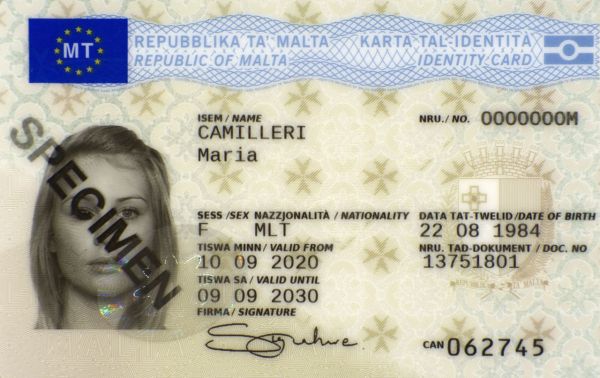 MT
REPUBBLIKA TA' MALTA KARTA TAL-IDENTITÀ
REPUBLIC OF MALTA IDENTITY CARD
SPECIMEN
ISEM / NAME NRU. / NO. 0000000M
CAMILLERI
Maria
SESS / SEX NAZZJONALITÀ / NATIONALITY DATA TAT-TWELID / DATE OF BIRTH
F MLT 22 08 1984
TISWA MINN / VALID FROM NRU. TAD-DOKUMENT / DOC. NO
10 09 2020 13751801
TISWA SA / VALID UNTIL
09 09 2030
FIRMA / SIGNATURE
CAN 062745